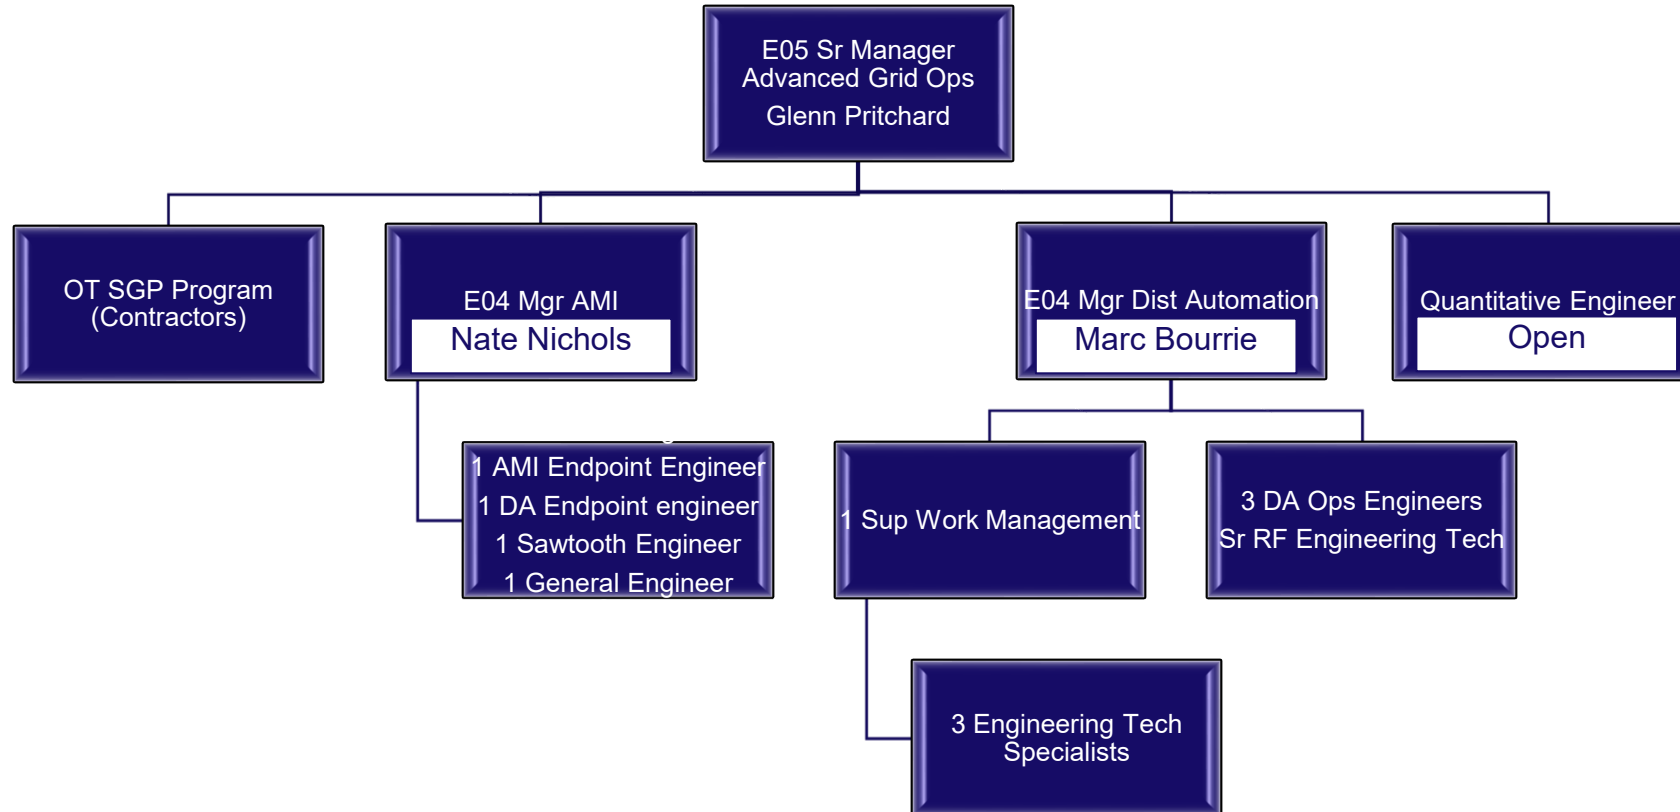 E05 Sr Manager
Advanced Grid Ops
Glenn Pritchard
OT SGP Program
(Contractors)
E04 Mgr AMI
Nate Nichols
E04 Mgr Dist Automation
Marc Bourrie
Quantitative Engineer
Open
1 AMI Endpoint Engineer
1 DA Endpoint engineer
1 Sawtooth Engineer
1 General Engineer
1 Sup Work Management
3 DA Ops Engineers
Sr RF Engineering Tech
3 Engineering Tech
Specialists